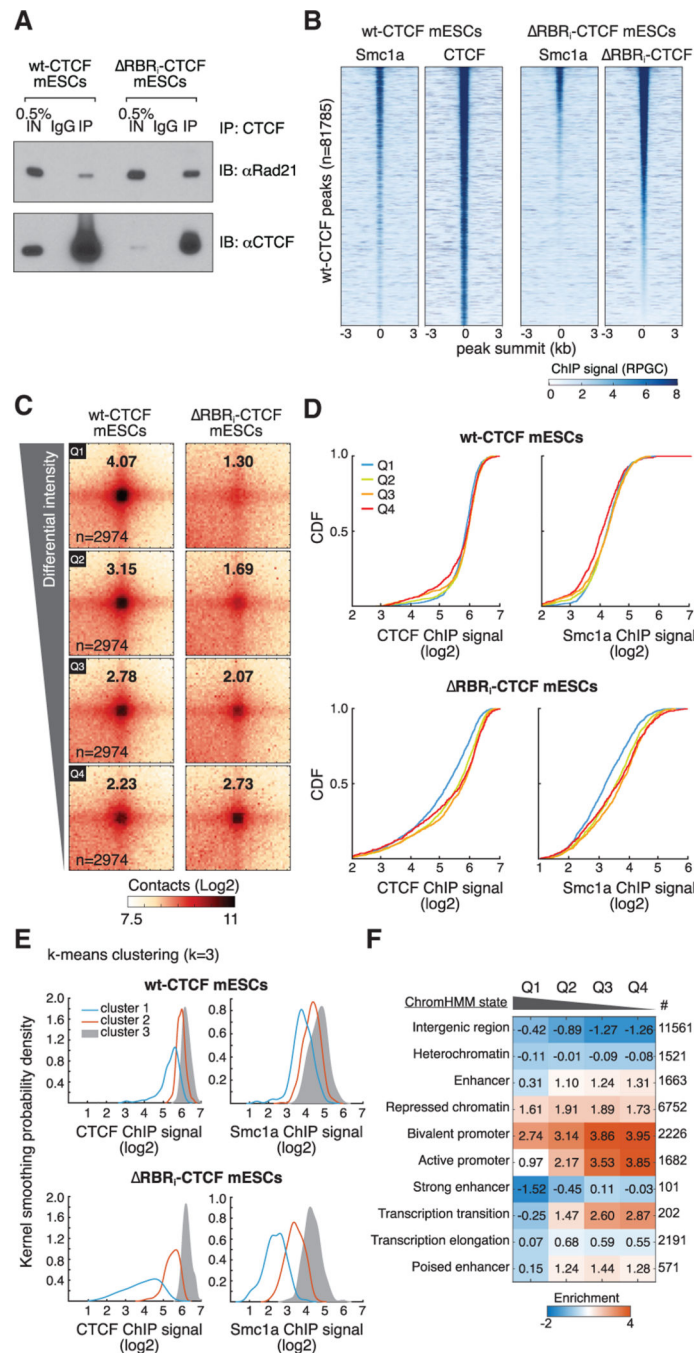 A
wt-CTCF mESCs
ΔRBRi-CTCF mESCs
0.5% IN IgG IP
0.5% IN IgG IP
IP: CTCF
IB: αRad21
IB: αCTCF
B
wt-CTCF mESCs
ΔRBRi-CTCF mESCs
Smc1a CTCF Smc1a ΔRBRi-CTCF
wt-CTCF peaks (n=81785)
-3 0 3 -3 0 3 -3 0 3 -3 0 3
peak summit (kb)
ChIP signal (RPGC)
0 2 4 6 8
C
wt-CTCF mESCs
ΔRBRi-CTCF mESCs
Differential intensity
Q1
4.07 1.30
n=2974
Q2
3.15 1.69
n=2974
Q3
2.78 2.07
n=2974
Q4
2.23 2.73
n=2974
Contacts (Log2)
7.5 11
D
wt-CTCF mESCs
CDF
1.0
0.5
Q1
Q2
Q3
Q4
2 3 4 5 6 7
CTCF ChIP signal (log2)
2 3 4 5 6 7
Smc1a ChIP signal (log2)
ΔRBRi-CTCF mESCs
CDF
1.0
0.5
2 3 4 5 6 7
CTCF ChIP signal (log2)
1 2 3 4 5 6
Smc1a ChIP signal (log2)
E
k-means clustering (k=3)
wt-CTCF mESCs
Kernel smoothing probability density
2.0
1.6
1.2
0.8
0.4
cluster 1
cluster 2
cluster 3
1 2 3 4 5 6 7
CTCF ChIP signal (log2)
1.0
0.8
0.6
0.4
0.2
1 2 3 4 5 6 7
Smc1a ChIP signal (log2)
ΔRBRi-CTCF mESCs
2.0
1.6
1.2
0.8
0.4
1 2 3 4 5 6 7
CTCF ChIP signal (log2)
1.0
0.8
0.6
0.4
0.2
1 2 3 4 5 6 7
Smc1a ChIP signal (log2)
F
Q1 Q2 Q3 Q4
ChromHMM state #
Intergenic region -0.42 -0.89 -1.27 -1.26 11561
Heterochromatin -0.11 -0.01 -0.09 -0.08 1521
Enhancer 0.31 1.10 1.24 1.31 1663
Repressed chromatin 1.61 1.91 1.89 1.73 6752
Bivalent promoter 2.74 3.14 3.86 3.95 2226
Active promoter 0.97 2.17 3.53 3.85 1682
Strong enhancer -1.52 -0.45 0.11 -0.03 101
Transcription transition -0.25 1.47 2.60 2.87 202
Transcription elongation 0.07 0.68 0.59 0.55 2191
Poised enhancer 0.15 1.24 1.44 1.28 571
Enrichment
-2 4